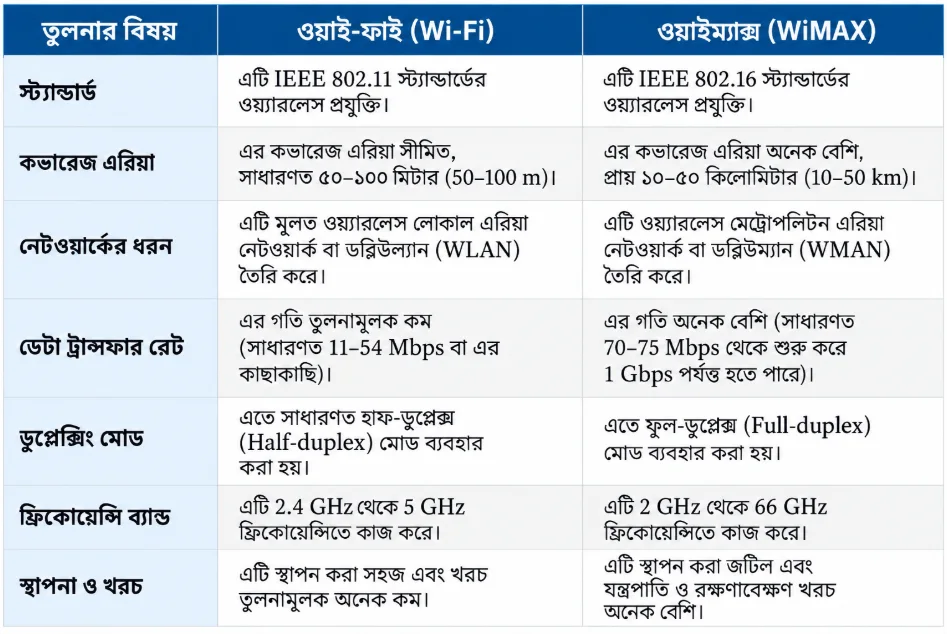 তুলনার বিষয়
ওয়াই-ফাই (Wi-Fi)
ওয়াইম্যাক্স (WiMAX)
স্ট্যান্ডার্ড
এটি IEEE 802.11 স্ট্যান্ডার্ডের
ওয়্যারলেস প্রযুক্তি।
এটি IEEE 802.16 স্ট্যান্ডার্ডের
ওয়্যারলেস প্রযুক্তি।
কভারেজ এরিয়া
এর কভারেজ এরিয়া সীমিত,
সাধারণত ৫০–১০০ মিটার (50–100 m)।
এর কভারেজ এরিয়া অনেক বেশি,
প্রায় ১০–৫০ কিলোমিটার (10–50 km)।
নেটওয়ার্কের ধরন
এটি মুলত ওয়্যারলেস লোকাল এরিয়া
নেটওয়ার্ক বা ডব্লিউল্যান (WLAN)
তৈরি করে।
এটি ওয়্যারলেস মেট্রোপলিটন এরিয়া
নেটওয়ার্ক বা ডব্লিউম্যান (WMAN)
তৈরি করে।
ডেটা ট্রান্সফার রেট
এর গতি তুলনামূলক কম
(সাধারণত 11–54 Mbps বা এর
কাছাকাছি)।
এর গতি অনেক বেশি (সাধারণত
70–75 Mbps থেকে শুরু করে
1 Gbps পর্যন্ত হতে পারে)।
ডুপ্লেক্সিং মোড
এতে সাধারণত হাফ-ডুপ্লেক্স
(Half-duplex) মোড ব্যবহার
করা হয়।
এতে ফুল-ডুপ্লেক্স (Full-duplex)
মোড ব্যবহার করা হয়।
ফ্রিকোয়েন্সি ব্যান্ড
এটি 2.4 GHz থেকে 5 GHz
ফ্রিকোয়েন্সিতে কাজ করে।
এটি 2 GHz থেকে 66 GHz
ফ্রিকোয়েন্সিতে কাজ করে।
স্থাপনা ও খরচ
এটি স্থাপন করা সহজ এবং খরচ
তুলনামূলক অনেক কম।
এটি স্থাপন করা জটিল এবং
যন্ত্রপাতি ও রক্ষণাবেক্ষণ খরচ
অনেক বেশি।